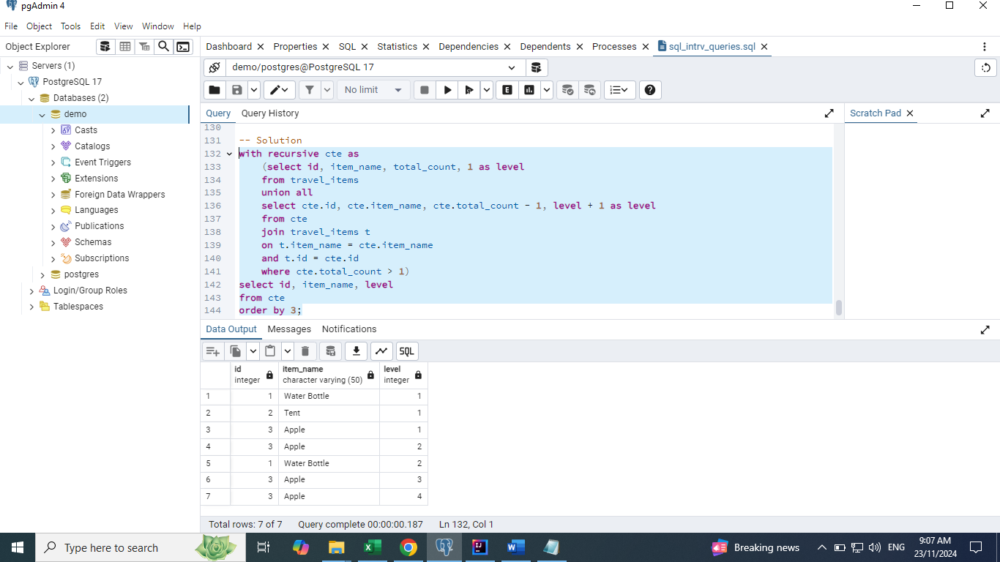 pgAdmin 4
File Object Tools Edit View Window Help
Object Explorer
Dashboard Properties SQL Statistics Dependencies Dependents Processes sql_intrv_queries.sql
Servers (1)
PostgreSQL 17
Databases (2)
demo
Casts
Catalogs
Event Triggers
Extensions
Foreign Data Wrappers
Languages
Publications
Schemas
Subscriptions
postgres
Login/Group Roles
Tablespaces
demo/postgres@PostgreSQL 17
No limit
E
Query Query History
Scratch Pad
130
131 -- Solution
132 with recursive cte as
133 (select id, item_name, total_count, 1 as level
134 from travel_items
135 union all
136 select cte.id, cte.item_name, cte.total_count - 1, level + 1 as level
137 from cte
138 join travel_items t
139 on t.item_name = cte.item_name
140 and t.id = cte.id
141 where cte.total_count > 1)
142 select id, item_name, level
143 from cte
144 order by 3;
Data Output Messages Notifications
SQL
id item_name level
integer character varying (50) integer
1 1 Water Bottle 1
2 2 Tent 1
3 3 Apple 1
4 3 Apple 2
5 1 Water Bottle 2
6 3 Apple 3
7 3 Apple 4
Total rows: 7 of 7 Query complete 00:00:00.187 Ln 132, Col 1
Type here to search
Breaking news
ENG
9:07 AM
23/11/2024